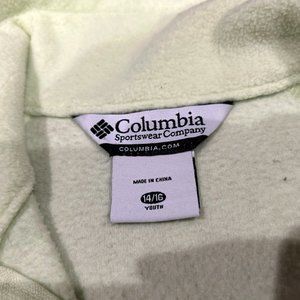 Columbia
Sportswear Company
COLUMBIA.COM
MADE IN CHINA
14/16
YOUTH